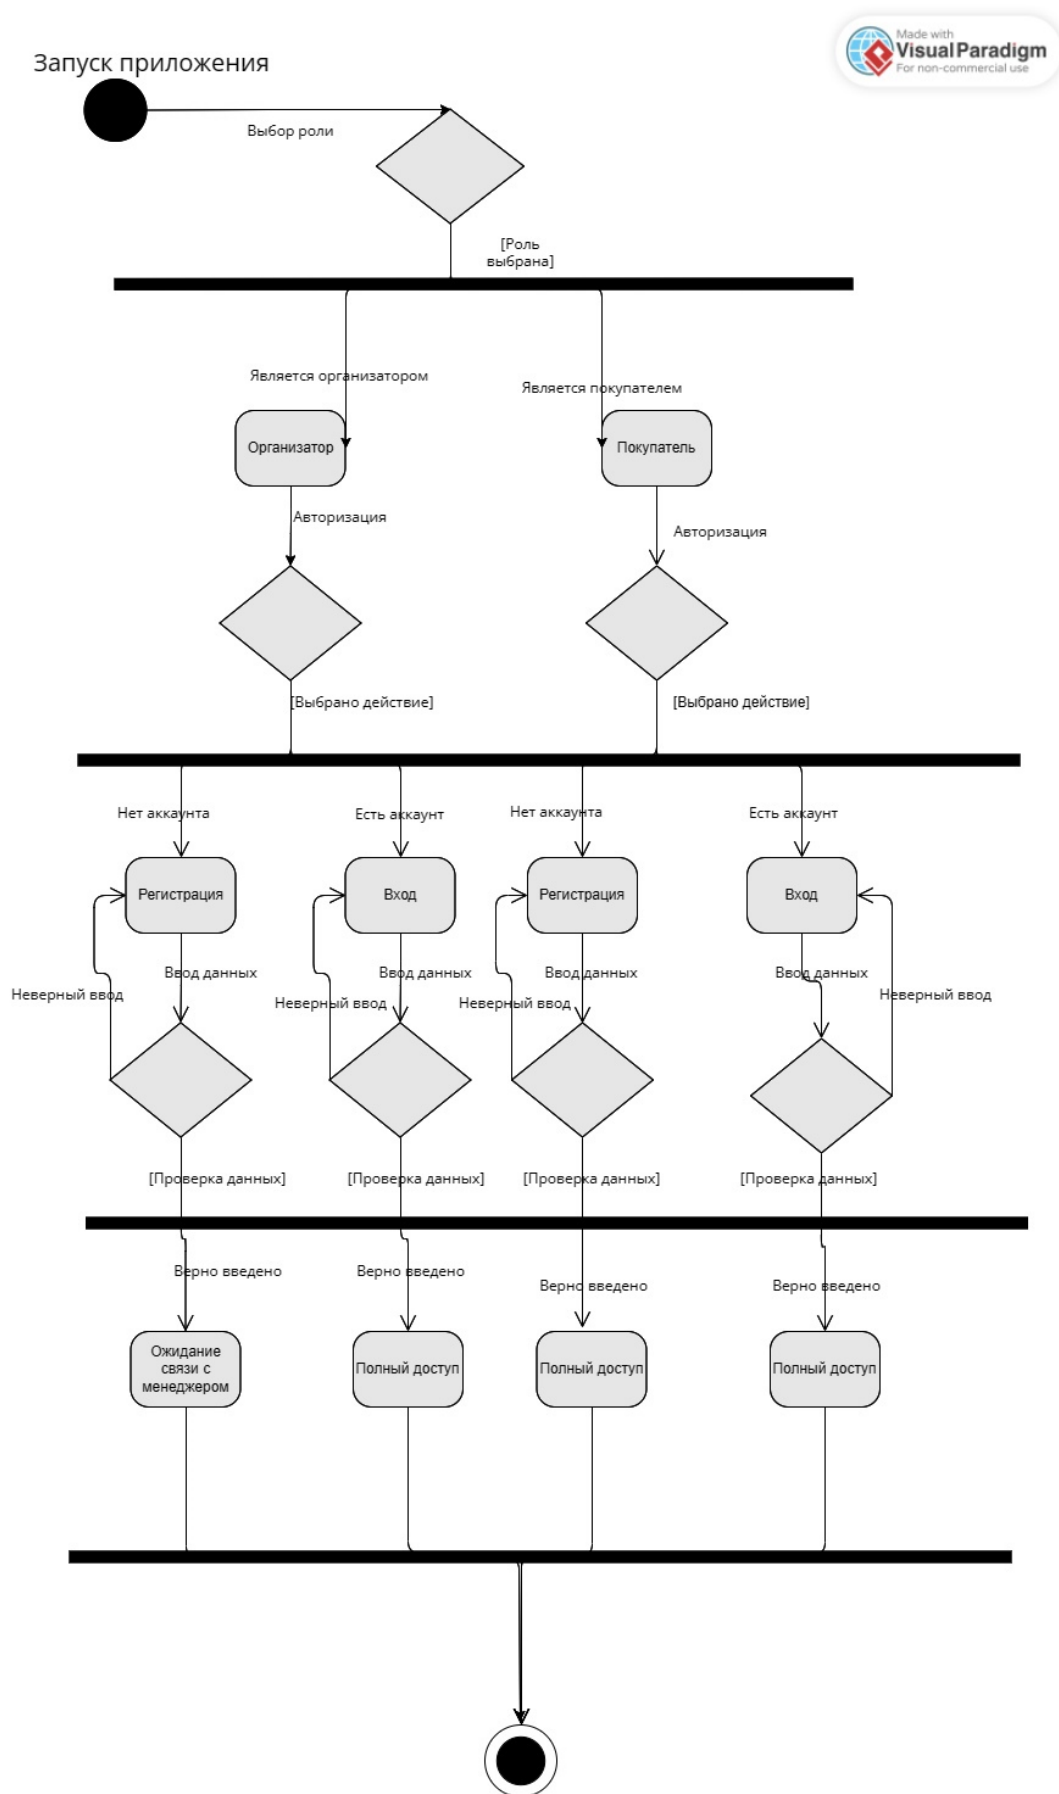 Made with
Visual Paradigm
For non-commercial use
Запуск приложения
Выбор роли
[Роль
выбрана]
Является организатором
Является покупателем
Организатор
Покупатель
Авторизация
Авторизация
[Выбрано действие]
[Выбрано действие]
Нет аккаунта
Есть аккаунт
Нет аккаунта
Есть аккаунт
Регистрация
Вход
Регистрация
Вход
Ввод данных
Ввод данных
Ввод данных
Ввод данных
Неверный ввод
Неверный ввод
Неверный ввод
Неверный ввод
[Проверка данных]
[Проверка данных]
[Проверка данных]
[Проверка данных]
Верно введено
Верно введено
Верно введено
Верно введено
Ожидание
связи с
менеджером
Полный доступ
Полный доступ
Полный доступ